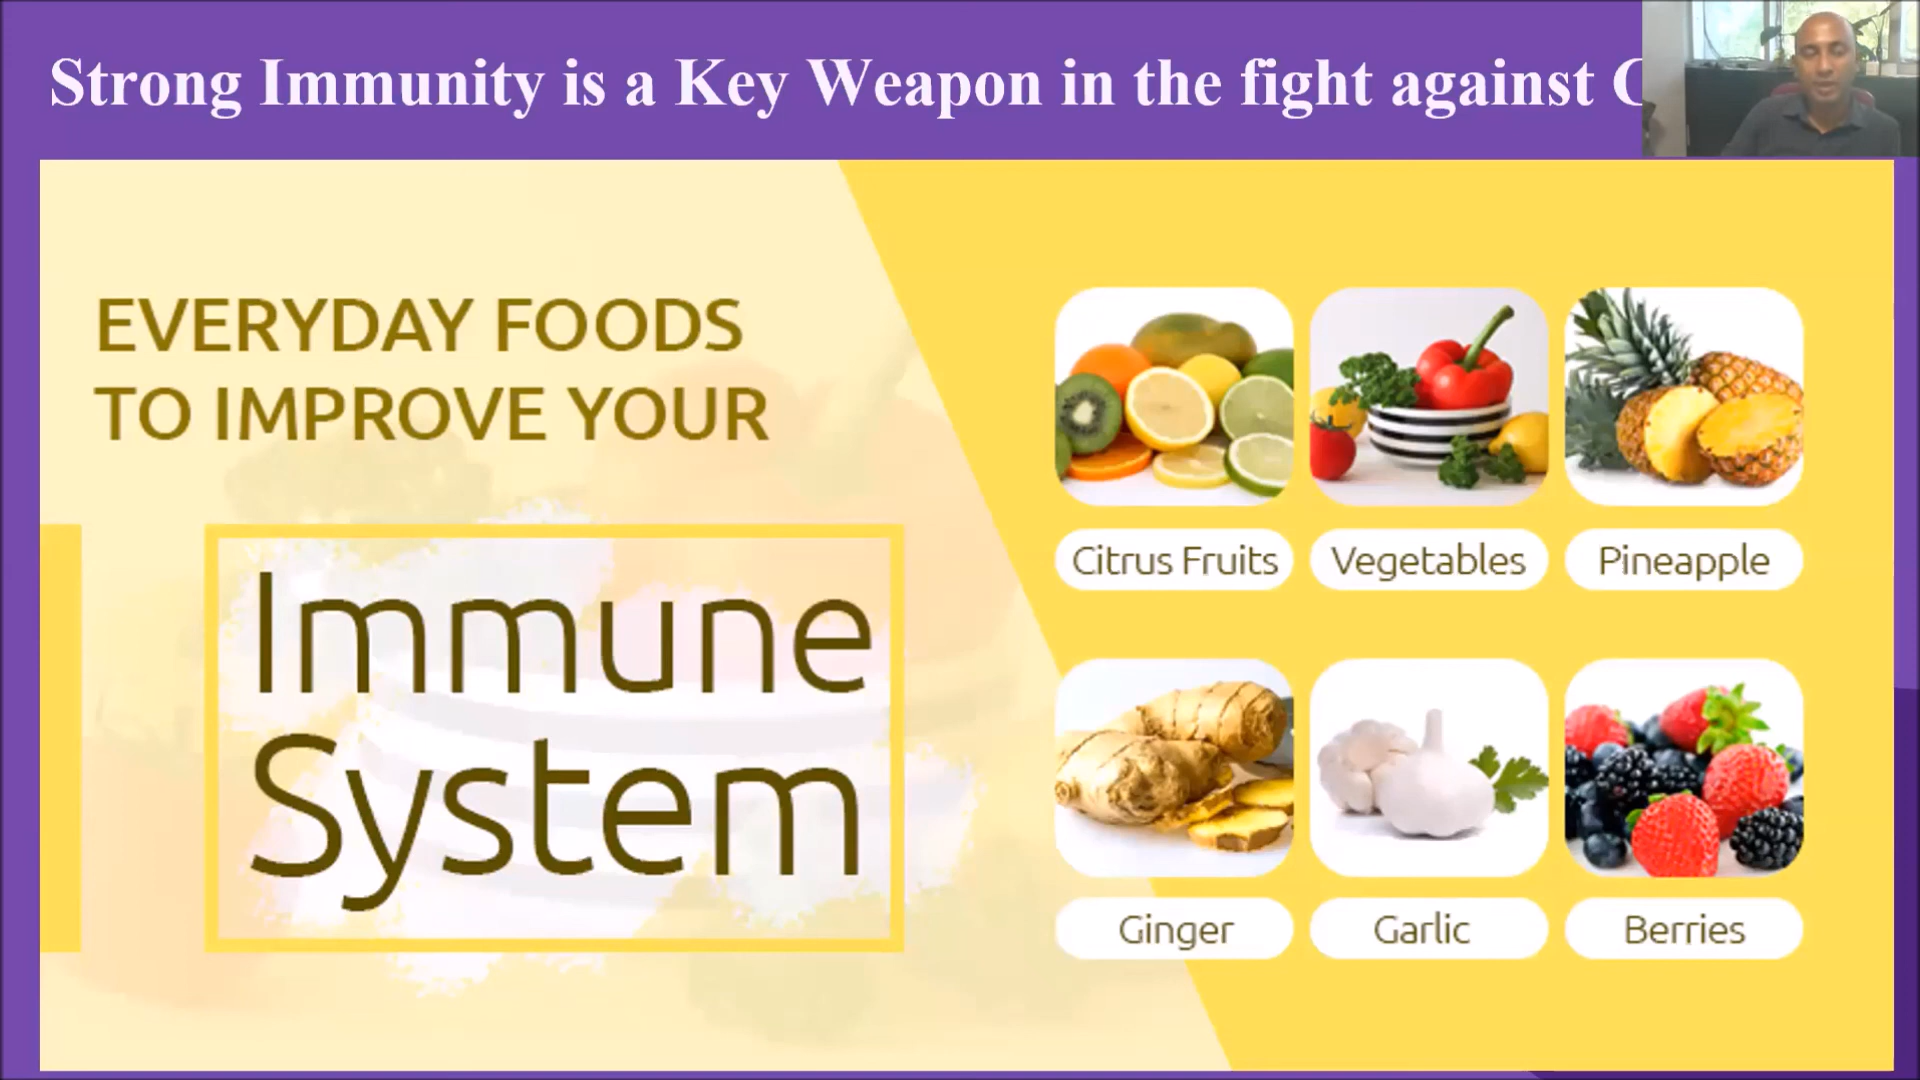 Strong Immunity is a Key Weapon in the fight against
EVERYDAY FOODS
TO IMPROVE YOUR
Immune
System
Citrus Fruits
Vegetables
Pineapple
Ginger
Garlic
Berries